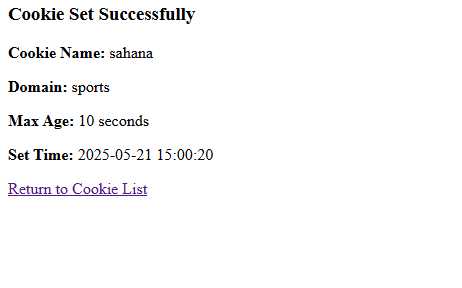 Cookie Set Successfully
Cookie Name: sahana
Domain: sports
Max Age: 10 seconds
Set Time: 2025-05-21 15:00:20
Return to Cookie List